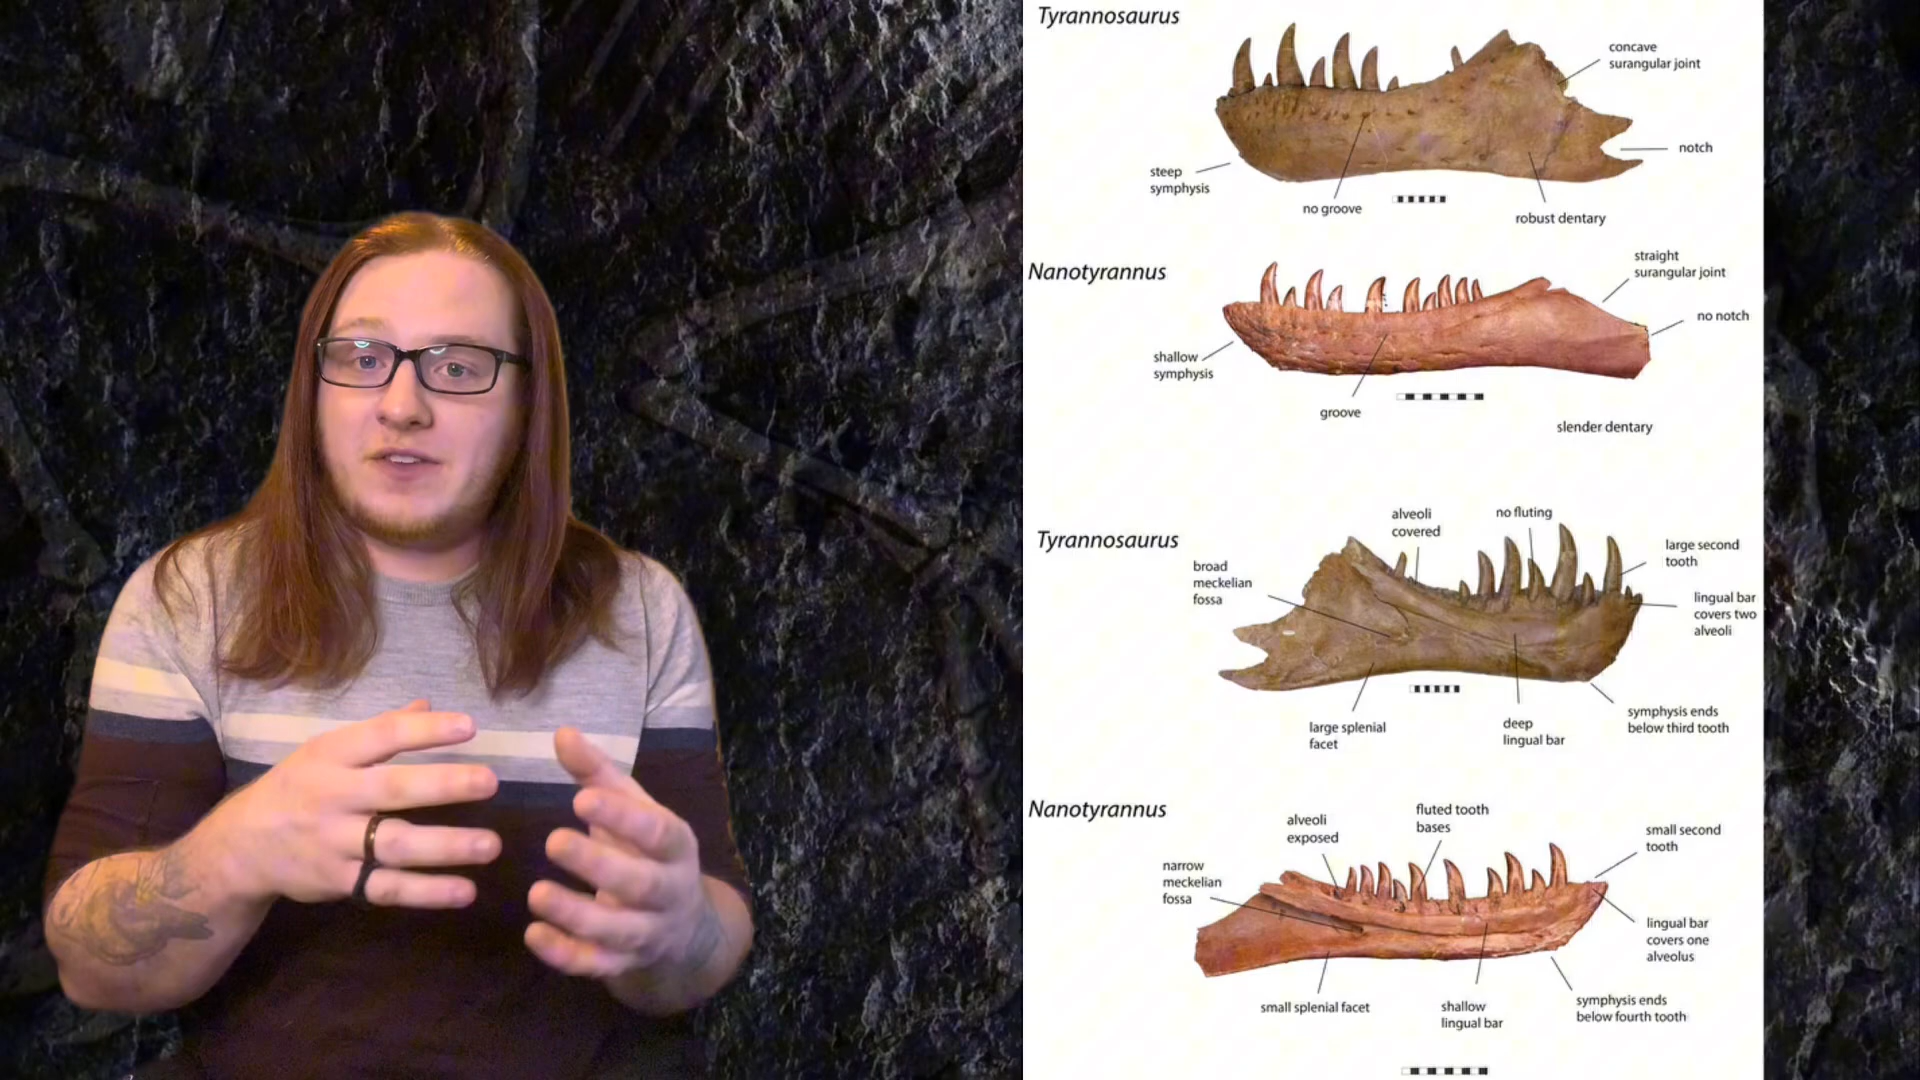 Tyrannosaurus
concave
surangular joint
notch
steep
symphysis
no groove
robust dentary
Nanotyrannus
straight
surangular joint
no notch
shallow
symphysis
groove
slender dentary
Tyrannosaurus
alveoli
covered
no fluting
large second
tooth
broad
meckelian
fossa
lingual bar
covers two
alveoli
large splenial
facet
deep
lingual bar
symphysis ends
below third tooth
Nanotyrannus
alveoli
exposed
fluted tooth
bases
small second
tooth
narrow
meckelian
fossa
lingual bar
covers one
alveolus
small splenial facet
shallow
lingual bar
symphysis ends
below fourth tooth